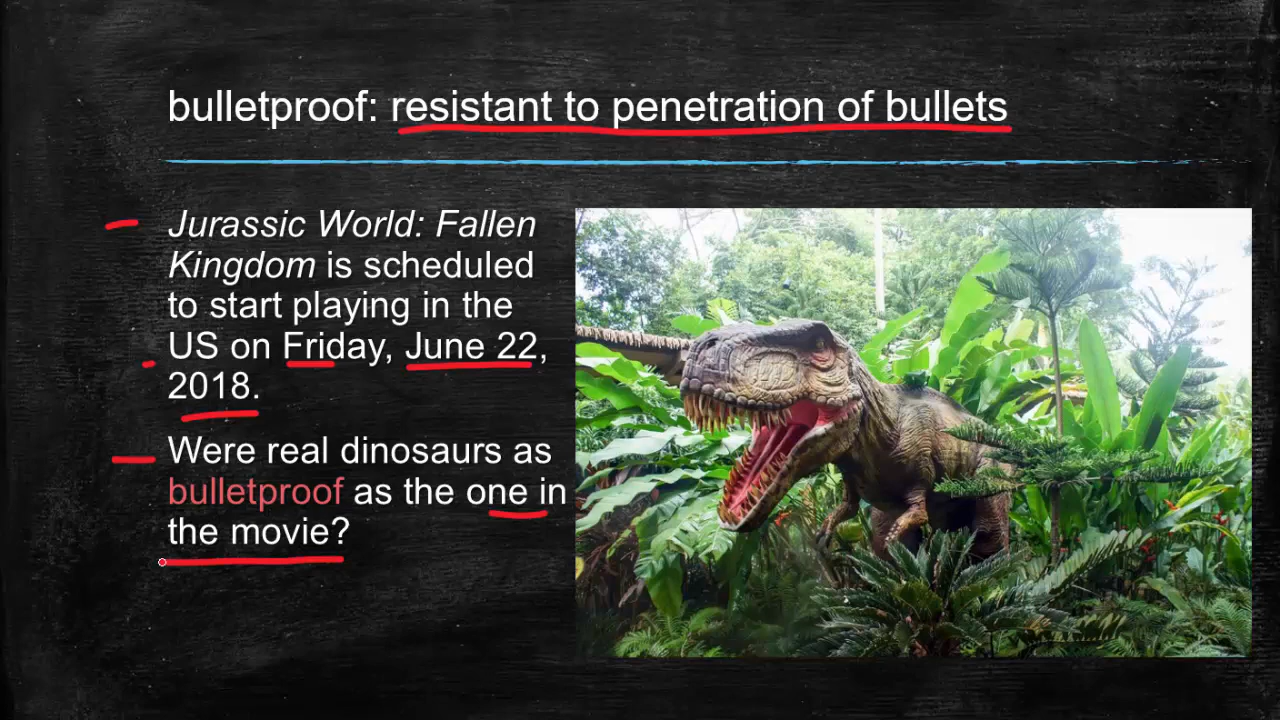 bulletproof: resistant to penetration of bullets
Jurassic World: Fallen
Kingdom is scheduled
to start playing in the
US on Friday, June 22,
2018.
Were real dinosaurs as
bulletproof as the one in
the movie?